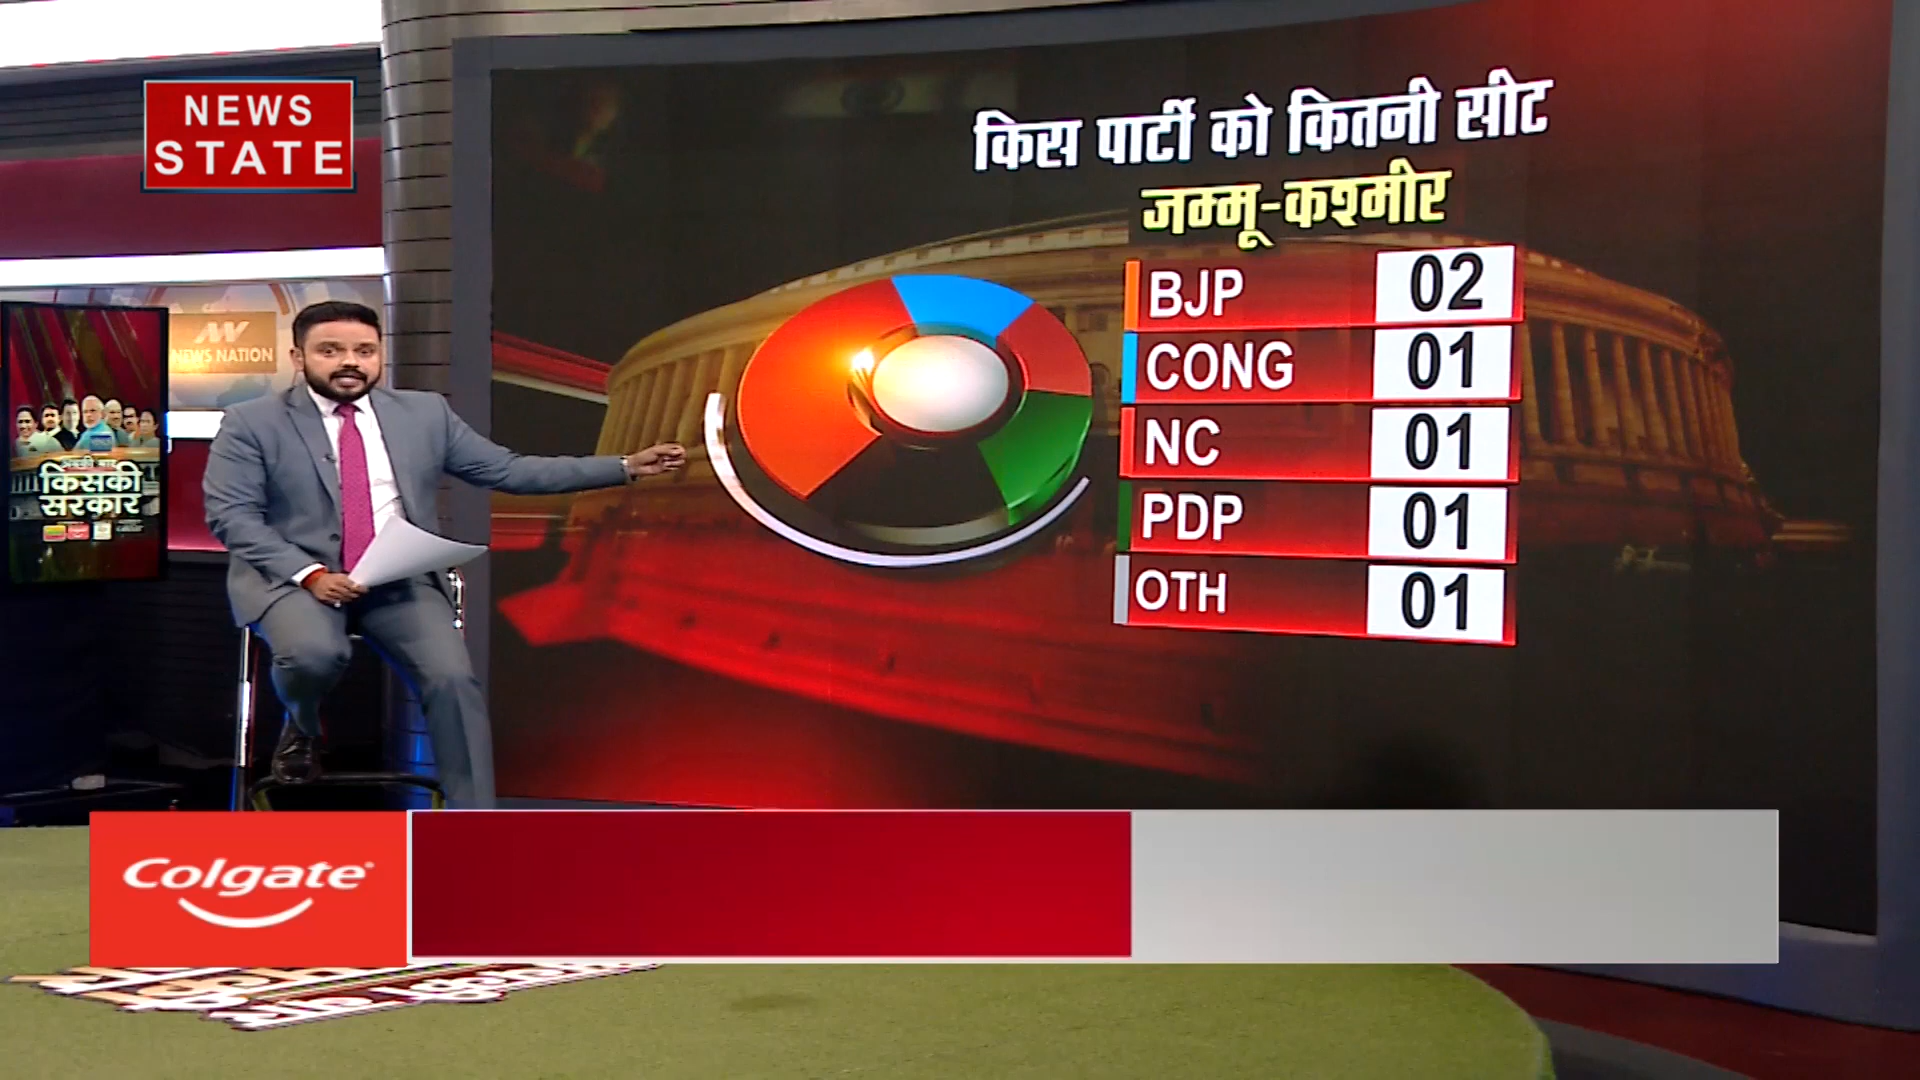 NEWS
STATE
किस पार्टी को कितनी सीट
जम्मू-कश्मीर
BJP 02
CONG 01
NC 01
PDP 01
OTH 01
NEWS NATION
अबकी बार
किसकी
सरकार
Colgate